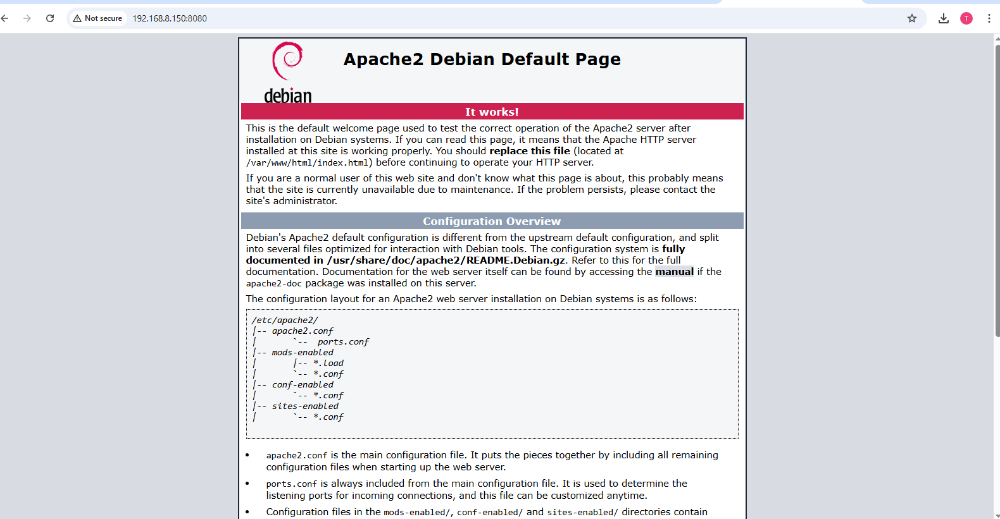 Not secure 192.168.8.150:8080 T
Apache2 Debian Default Page
debian
It works!
This is the default welcome page used to test the correct operation of the Apache2 server after
installation on Debian systems. If you can read this page, it means that the Apache HTTP server
installed at this site is working properly. You should replace this file (located at
/var/www/html/index.html) before continuing to operate your HTTP server.
If you are a normal user of this web site and don't know what this page is about, this probably means
that the site is currently unavailable due to maintenance. If the problem persists, please contact the
site's administrator.
Configuration Overview
Debian's Apache2 default configuration is different from the upstream default configuration, and split
into several files optimized for interaction with Debian tools. The configuration system is fully
documented in /usr/share/doc/apache2/README.Debian.gz. Refer to this for the full
documentation. Documentation for the web server itself can be found by accessing the manual if the
apache2-doc package was installed on this server.
The configuration layout for an Apache2 web server installation on Debian systems is as follows:
/etc/apache2/
|-- apache2.conf
|       `--  ports.conf
|-- mods-enabled
|       |-- *.load
|       `-- *.conf
|-- conf-enabled
|       `-- *.conf
|-- sites-enabled
|       `-- *.conf
• apache2.conf is the main configuration file. It puts the pieces together by including all remaining
configuration files when starting up the web server.
• ports.conf is always included from the main configuration file. It is used to determine the
listening ports for incoming connections, and this file can be customized anytime.
• Configuration files in the mods-enabled/, conf-enabled/ and sites-enabled/ directories contain